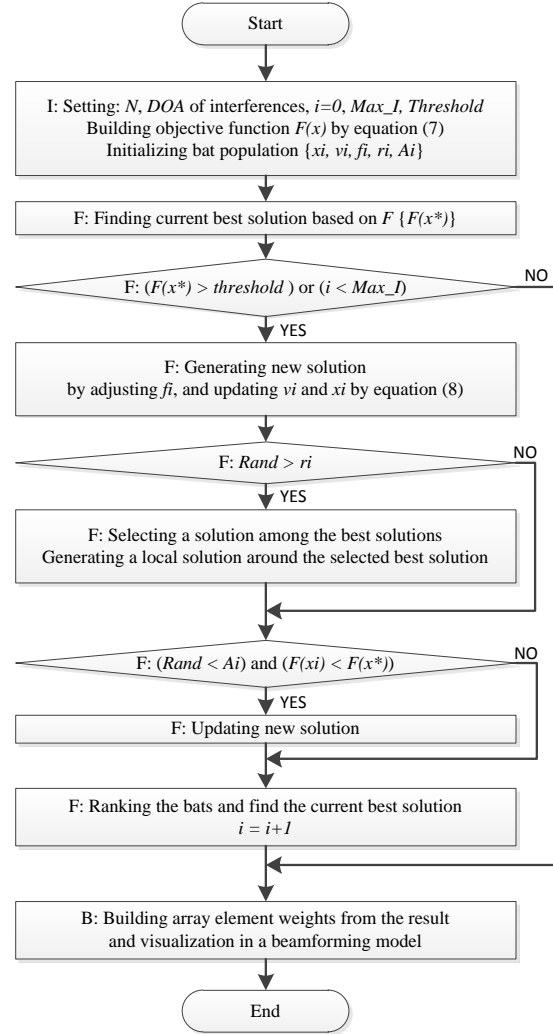 Start
I: Setting: N, DOA of interferences, i=0, Max_I, Threshold
Building objective function F(x) by equation (7)
Initializing bat population {xi, vi, fi, ri, Ai}
F: Finding current best solution based on F {F(x*)}
F: (F(x*) > threshold ) or (i < Max_I)
NO
YES
F: Generating new solution
by adjusting fi, and updating vi and xi by equation (8)
F: Rand > ri
NO
YES
F: Selecting a solution among the best solutions
Generating a local solution around the selected best solution
F: (Rand < Ai) and (F(xi) < F(x*))
NO
YES
F: Updating new solution
F: Ranking the bats and find the current best solution
i = i+1
B: Building array element weights from the result
and visualization in a beamforming model
End